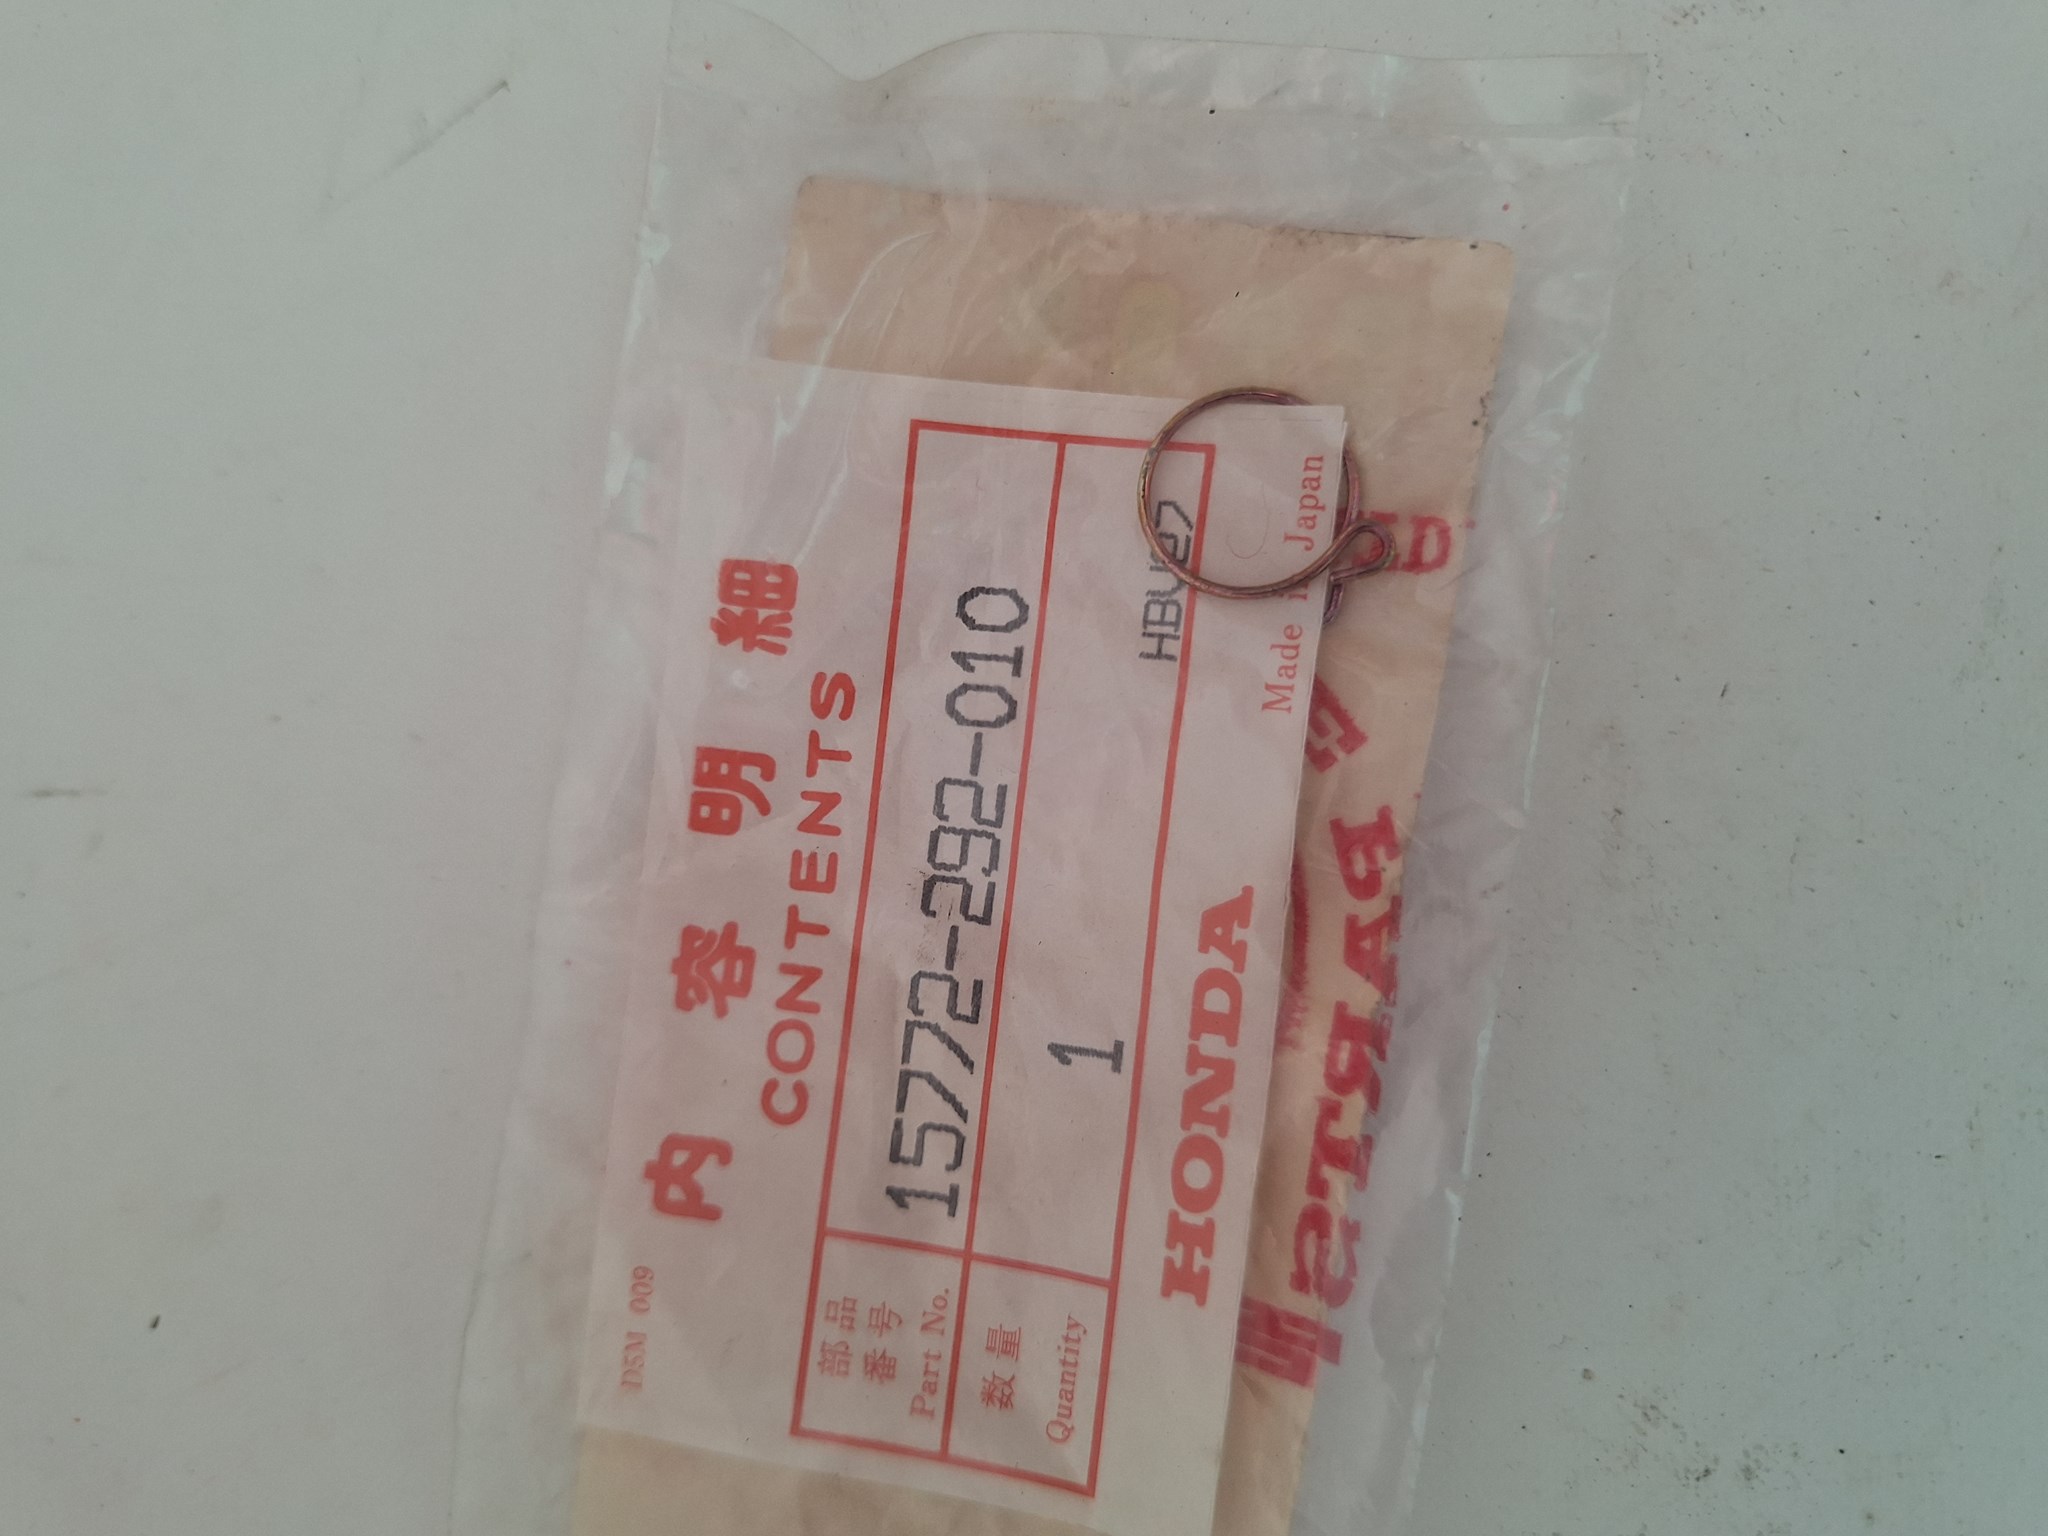 D5M 009
内容明細
CONTENTS
部品番号
Part No.
15772-292-010
数量
Quantity
1
HONDA
Made in Japan
PARTS